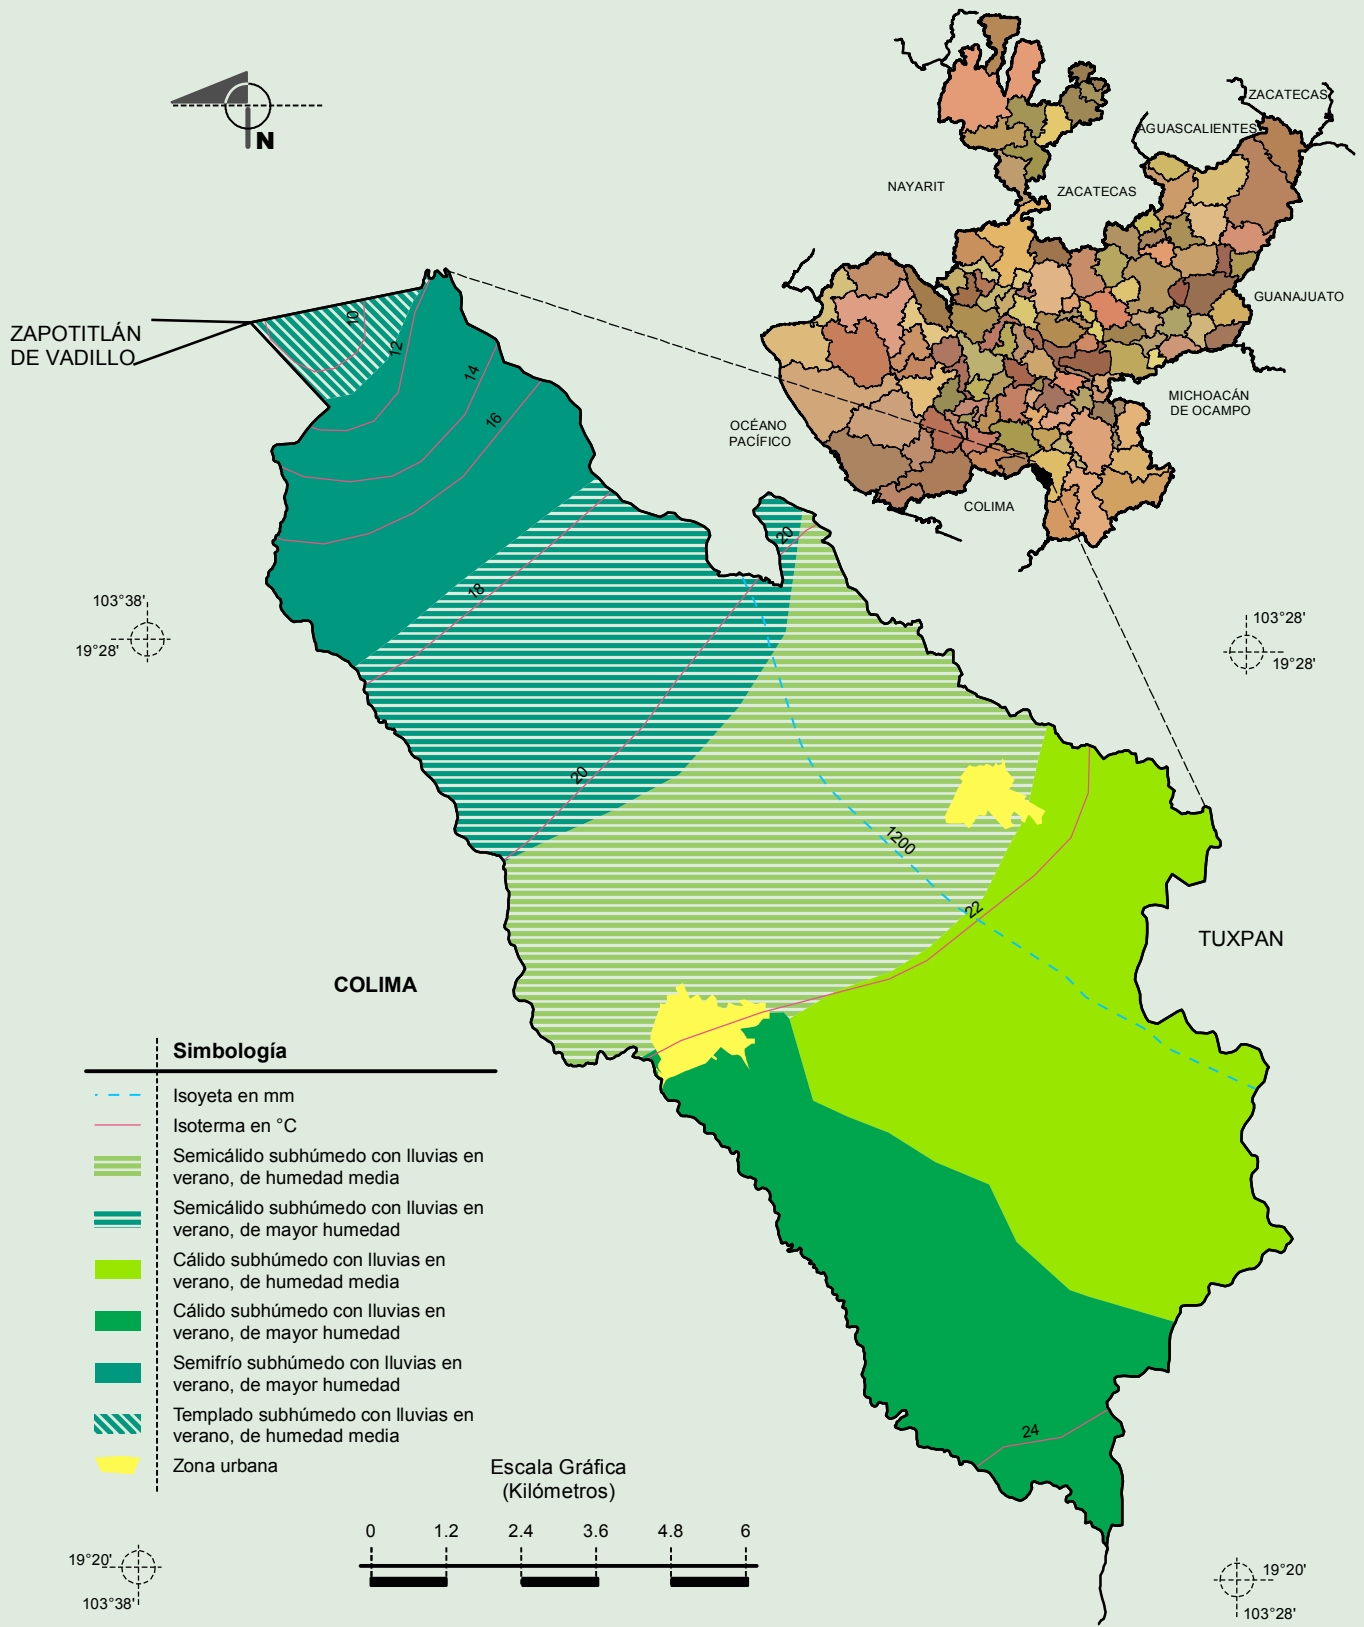 N
ZACATECAS
AGUASCALIENTES
NAYARIT
ZACATECAS
GUANAJUATO
MICHOACÁN
DE OCAMPO
OCÉANO
PACÍFICO
COLIMA
ZAPOTITLÁN
DE VADILLO
10
12
14
16
18
20
20
1200
22
24
103°38'
19°28'
103°28'
19°28'
TUXPAN
COLIMA
Simbología
Isoyeta en mm
Isoterma en °C
Semicálido subhúmedo con lluvias en
verano, de humedad media
Semicálido subhúmedo con lluvias en
verano, de mayor humedad
Cálido subhúmedo con lluvias en
verano, de humedad media
Cálido subhúmedo con lluvias en
verano, de mayor humedad
Semifrío subhúmedo con lluvias en
verano, de mayor humedad
Templado subhúmedo con lluvias en
verano, de humedad media
Zona urbana
Escala Gráfica
(Kilómetros)
0 1.2 2.4 3.6 4.8 6
19°20'
103°38'
19°20'
103°28'